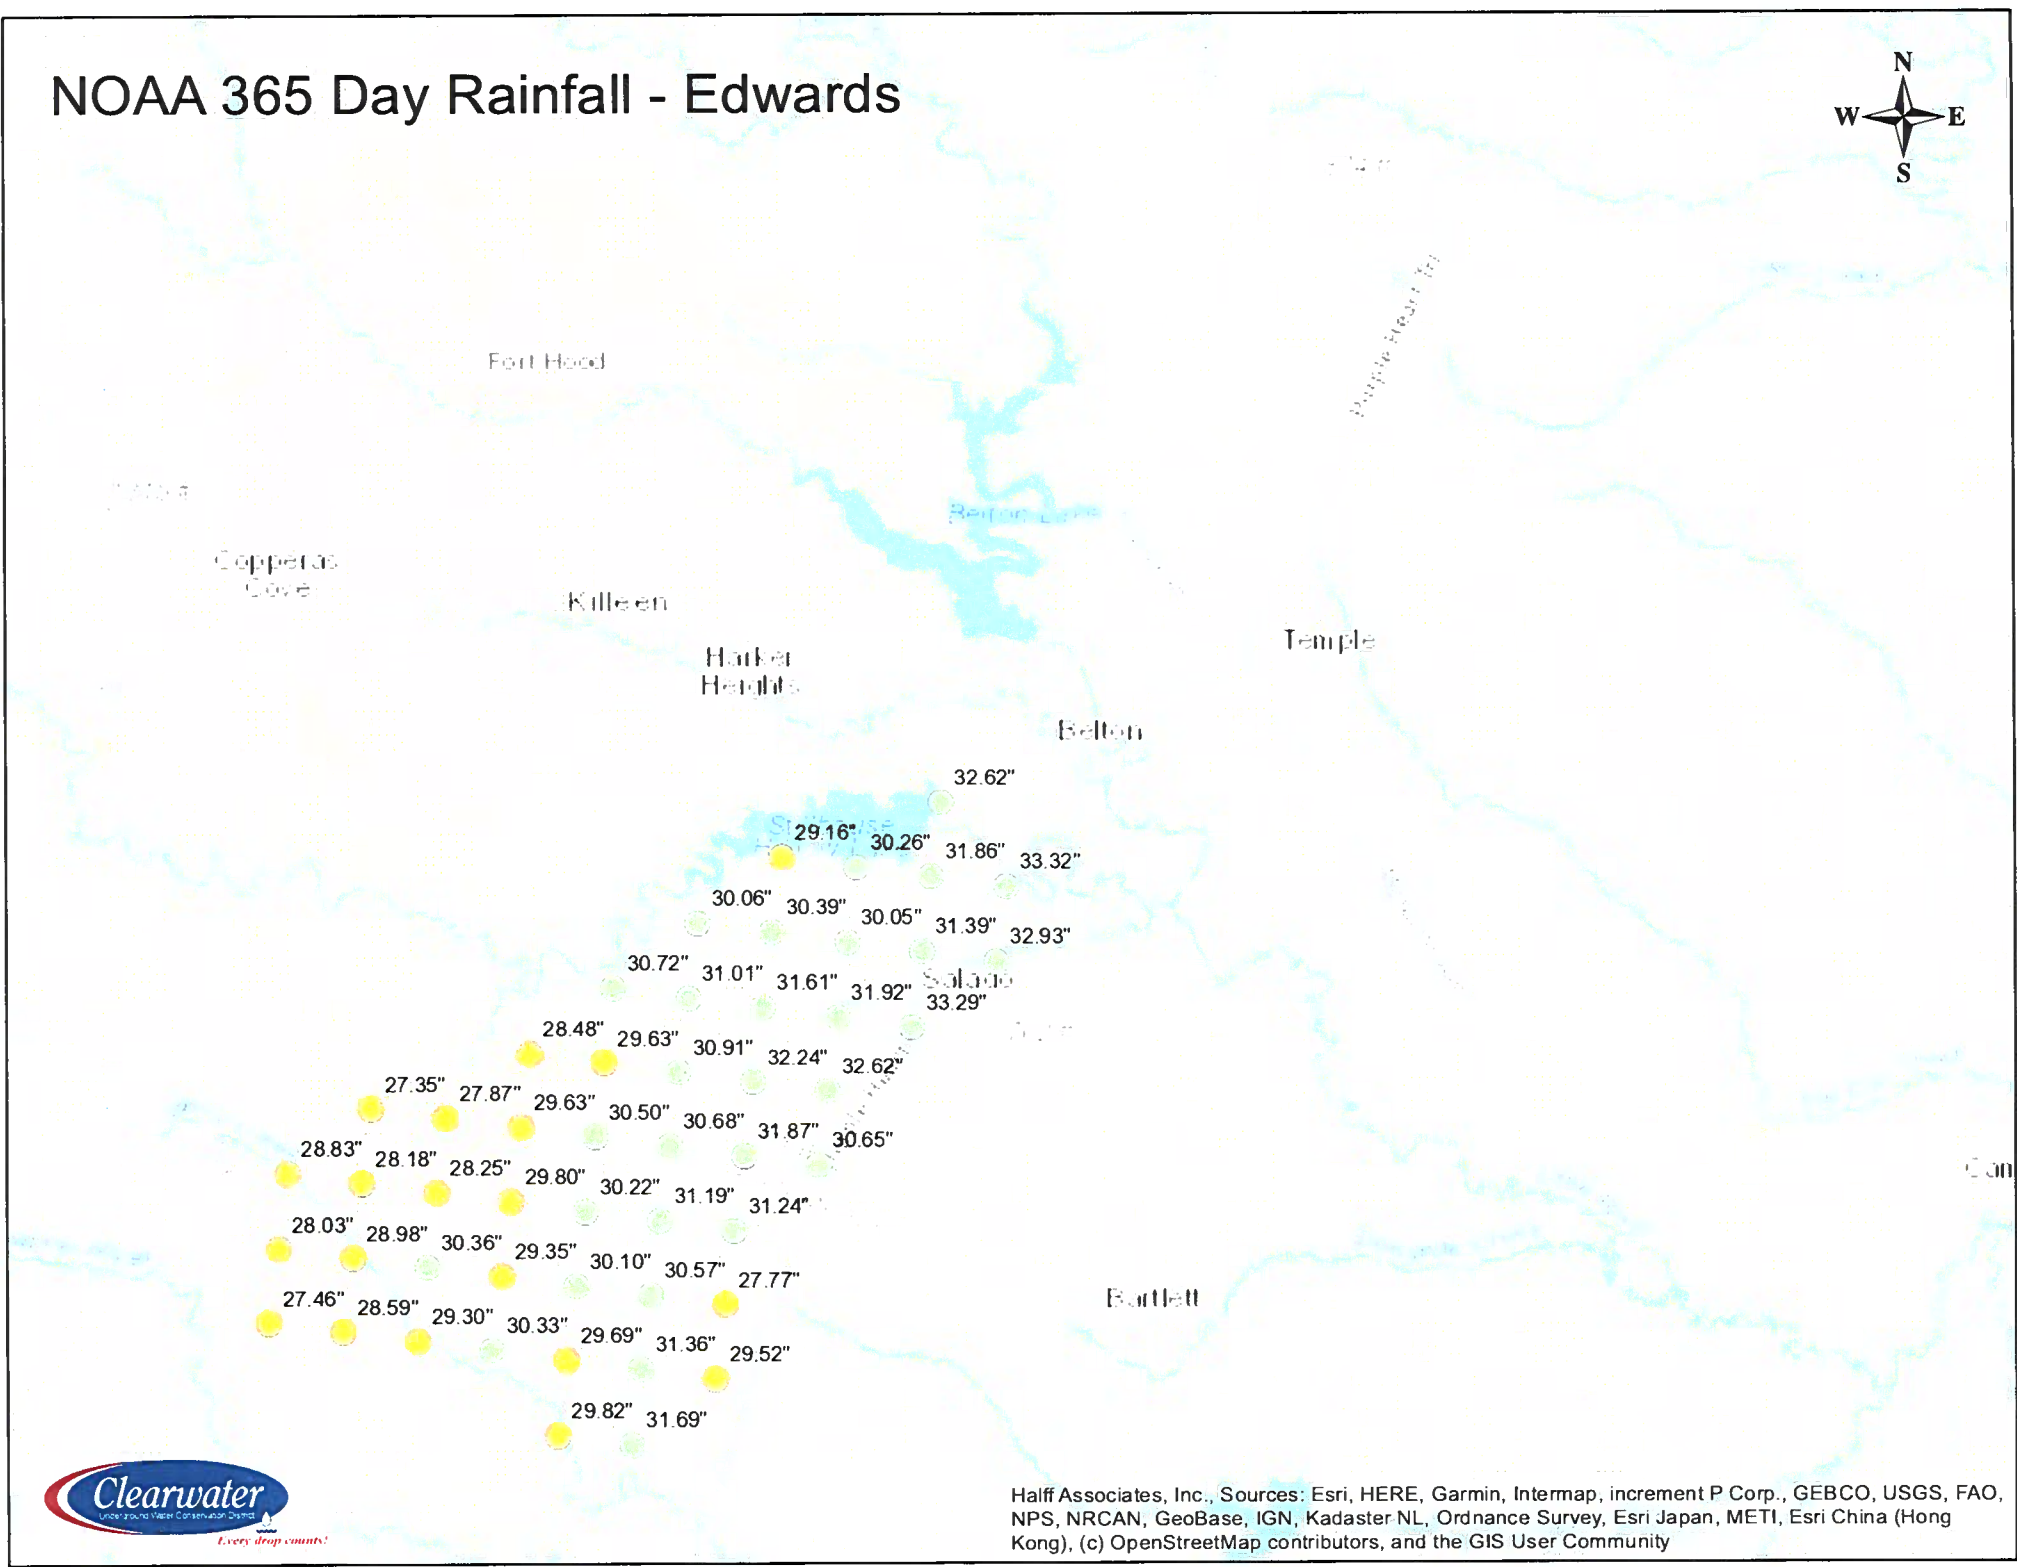 NOAA 365 Day Rainfall - Edwards
N
W E
S
Fort Hood
Belton Lake
Copperas
Cove
Killeen
Temple
Harker
Heights
Belton
32.62"
29.16" 30.26" 31.86" 33.32"
30.06" 30.39" 30.05" 31.39" 32.93"
Salado
30.72" 31.01" 31.61" 31.92" 33.29"
28.48" 29.63" 30.91" 32.24" 32.62"
27.35" 27.87" 29.63" 30.50" 30.68" 31.87" 30.65"
28.83" 28.18" 28.25" 29.80" 30.22" 31.19" 31.24"
28.03" 28.98" 30.36" 29.35" 30.10" 30.57" 27.77"
Bartlett
27.46" 28.59" 29.30" 30.33" 29.69" 31.36" 29.52"
29.82" 31.69"
Clearwater
Underground Water Conservation District
Every drop counts!
Halff Associates, Inc., Sources: Esri, HERE, Garmin, Intermap, increment P Corp., GEBCO, USGS, FAO,
NPS, NRCAN, GeoBase, IGN, Kadaster NL, Ordnance Survey, Esri Japan, METI, Esri China (Hong
Kong), (c) OpenStreetMap contributors, and the GIS User Community